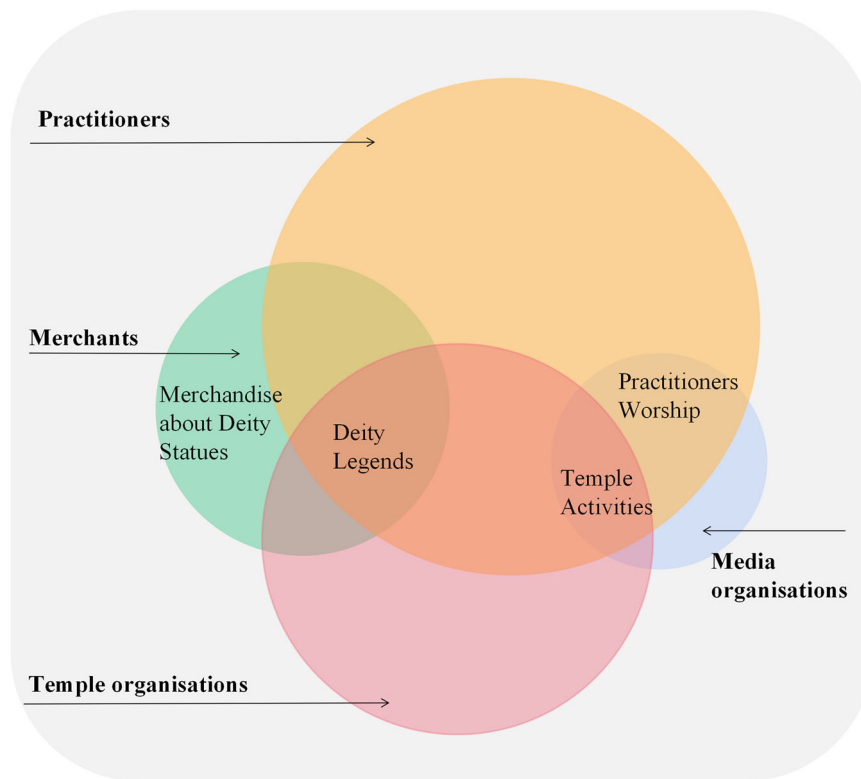 Practitioners
Merchants
Merchandise
about Deity
Statues
Deity
Legends
Practitioners
Worship
Temple
Activities
Media
organisations
Temple organisations